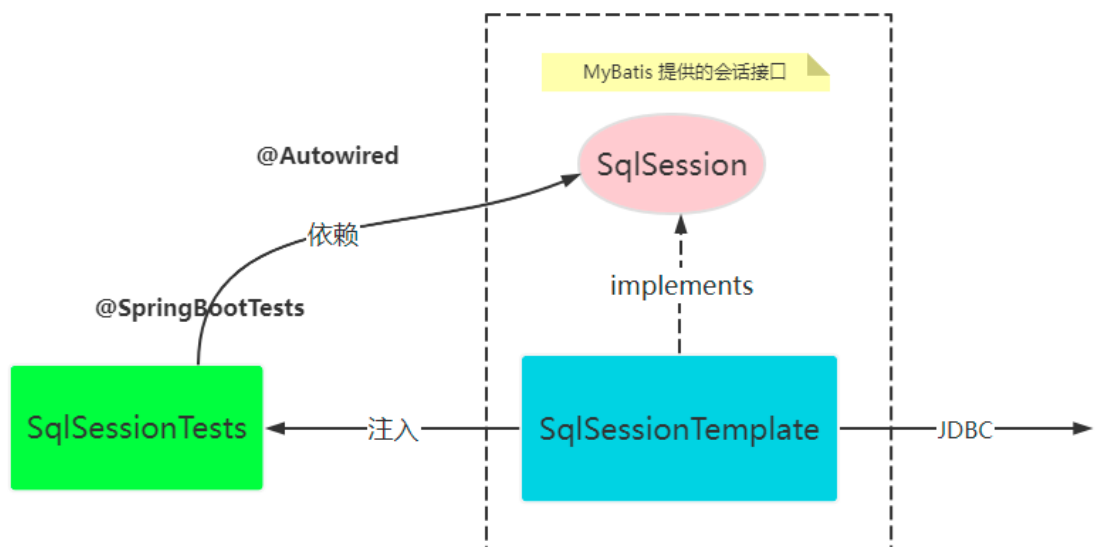 MyBatis 提供的会话接口
@Autowired
SqlSession
依赖
implements
@SpringBootTests
SqlSessionTests
注入
SqlSessionTemplate
JDBC